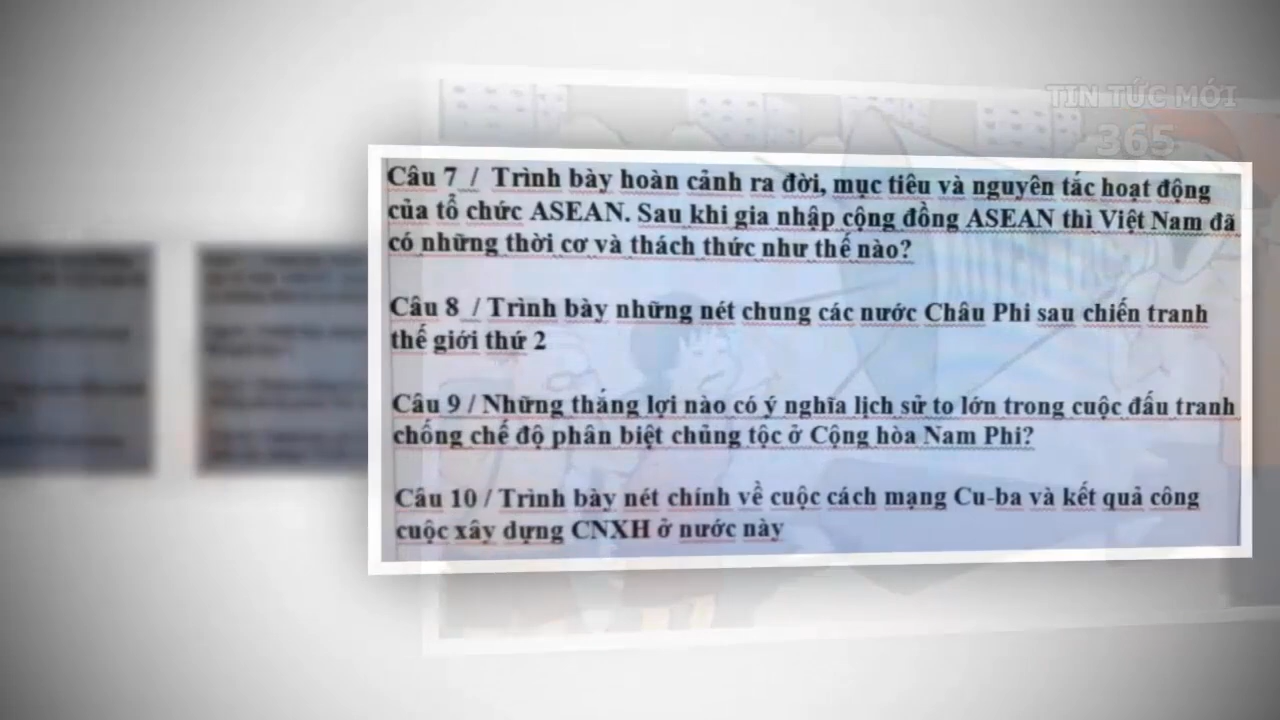 TIN TỨC MỚI
365
Câu 7 / Trình bày hoàn cảnh ra đời, mục tiêu và nguyên tắc hoạt động
của tổ chức ASEAN. Sau khi gia nhập cộng đồng ASEAN thì Việt Nam đã
có những thời cơ và thách thức như thế nào?
Câu 8 / Trình bày những nét chung các nước Châu Phi sau chiến tranh
thế giới thứ 2
Câu 9 / Những thắng lợi nào có ý nghĩa lịch sử to lớn trong cuộc đấu tranh
chống chế độ phân biệt chủng tộc ở Cộng hòa Nam Phi?
Câu 10 / Trình bày nét chính về cuộc cách mạng Cu-ba và kết quả công
cuộc xây dựng CNXH ở nước này